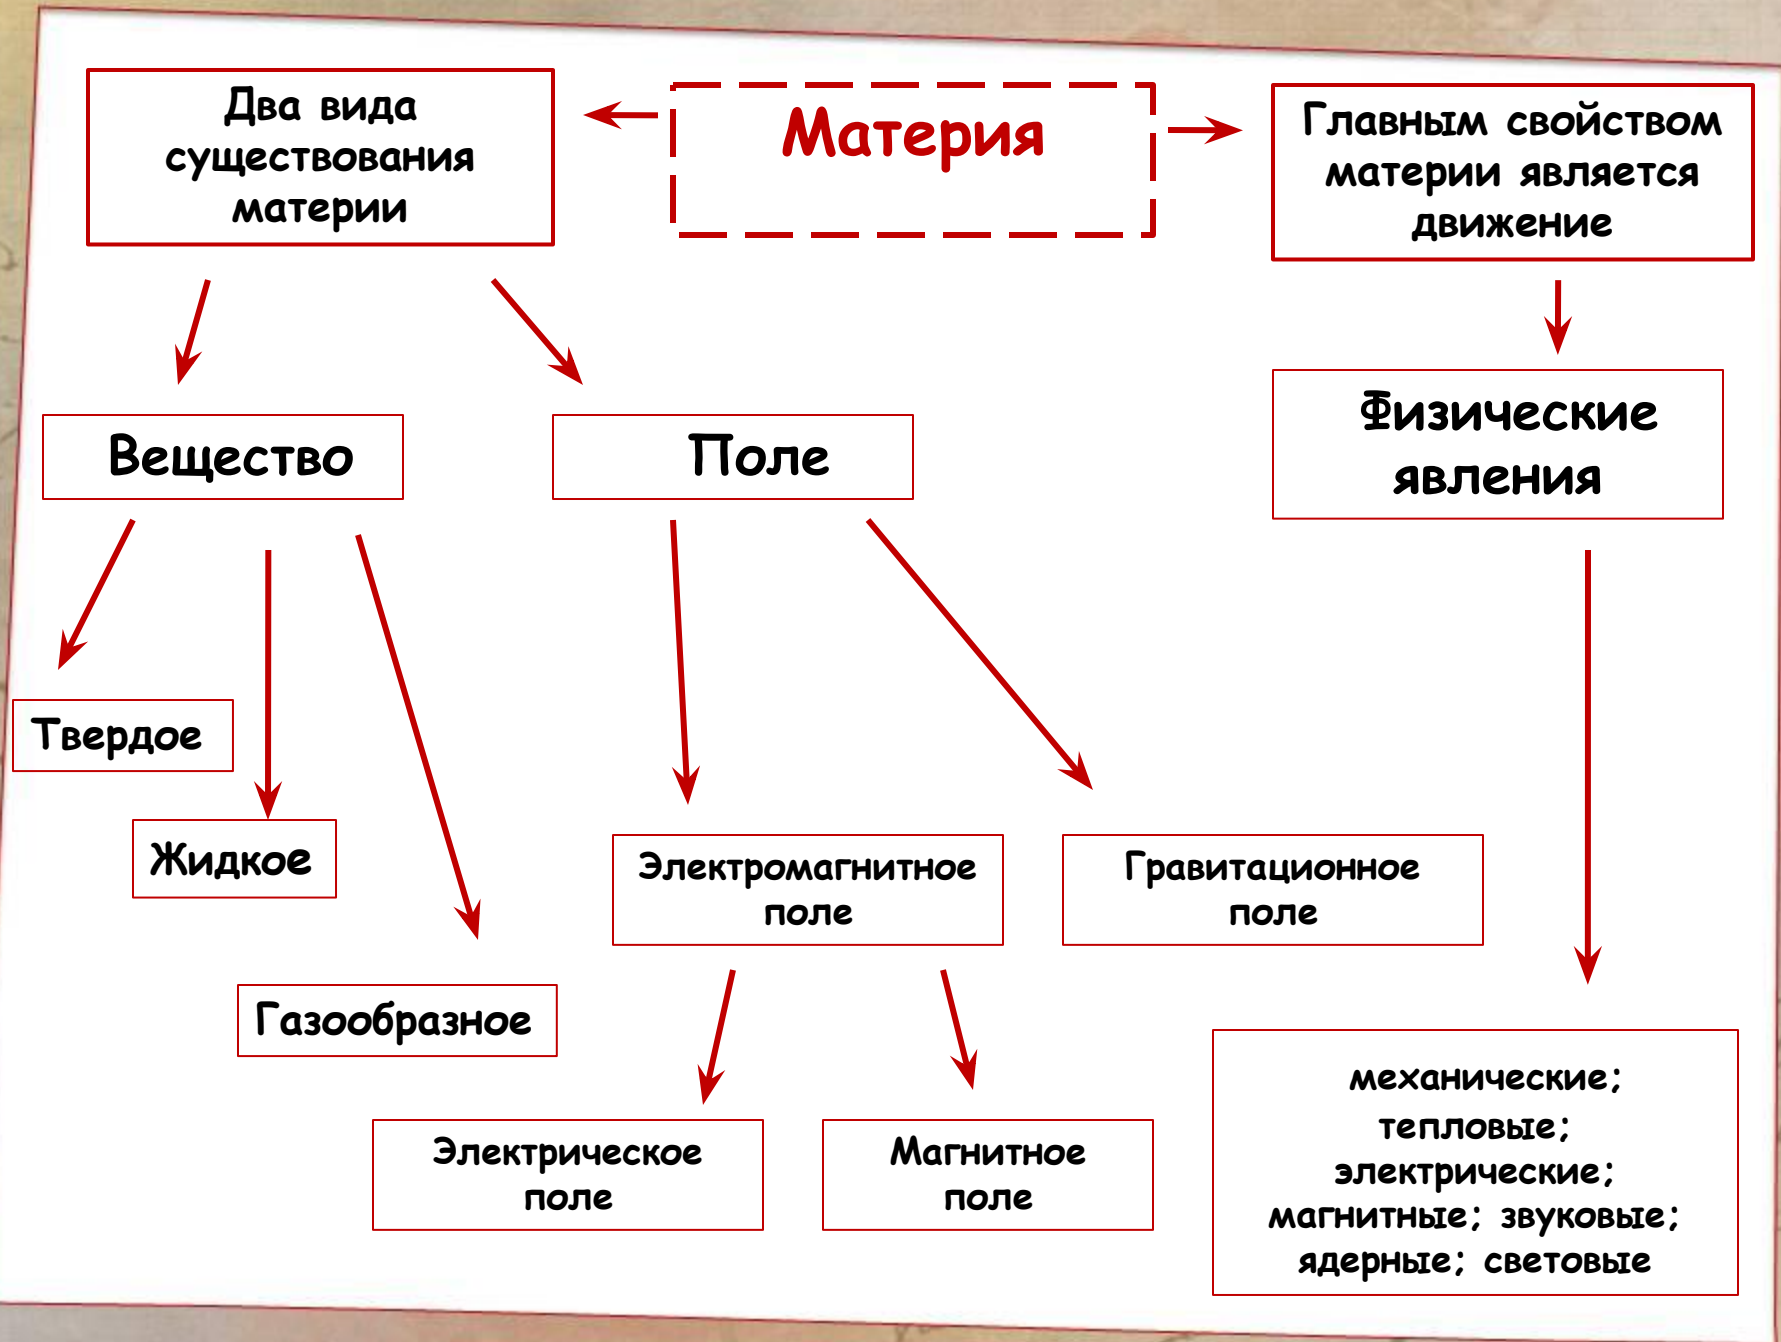 Два вида
существования
материи
Материя
Главным свойством
материи является
движение
Вещество
Поле
Физические
явления
Твердое
Жидкое
Газообразное
Электромагнитное
поле
Гравитационное
поле
Электрическое
поле
Магнитное
поле
механические;
тепловые;
электрические;
магнитные; звуковые;
ядерные; световые